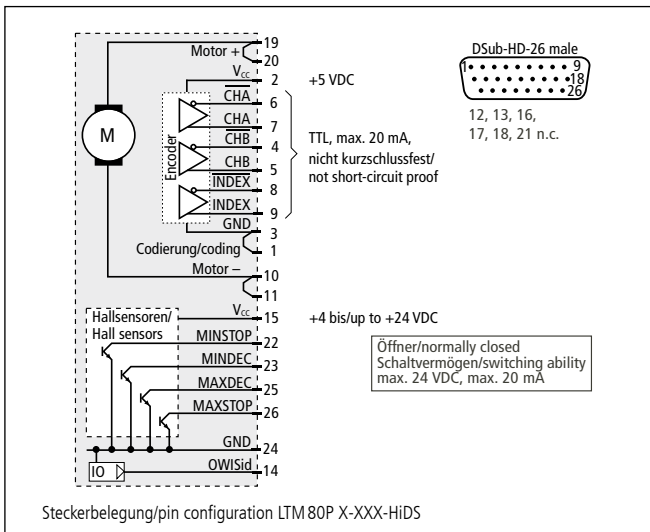 19
Motor +
20
DSub-HD-26 male
Vcc 2 +5 VDC
1 9
18
26
CHA 6
CHA 7
CHB 4
CHB 5
INDEX 8
INDEX 9
GND 3
Encoder
M
12, 13, 16,
17, 18, 21 n.c.
TTL, max. 20 mA,
nicht kurzschlussfest/
not short-circuit proof
Codierung/coding 1
Motor – 10
11
Vcc 15 +4 bis/up to +24 VDC
Hallsensoren/
Hall sensors
MINSTOP 22
MINDEC 23
MAXDEC 25
MAXSTOP 26
Öffner/normally closed
Schaltvermögen/switching ability
max. 24 VDC, max. 20 mA
GND 24
IO
OWISid 14
Steckerbelegung/pin configuration LTM 80P X-XXX-HiDS